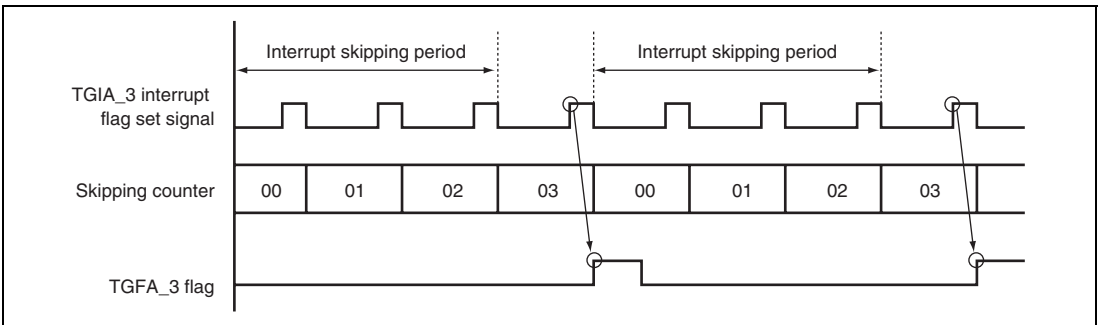 Interrupt skipping period Interrupt skipping period
TGIA_3 interrupt
flag set signal
Skipping counter 00 01 02 03 00 01 02 03
TGFA_3 flag